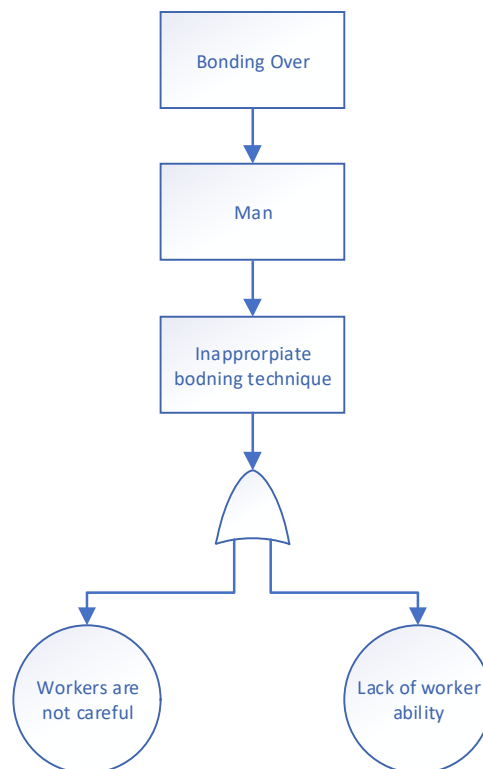 Bonding Over
Man
Inapprorpiate
bodning technique
Workers are
not careful
Lack of worker
ability